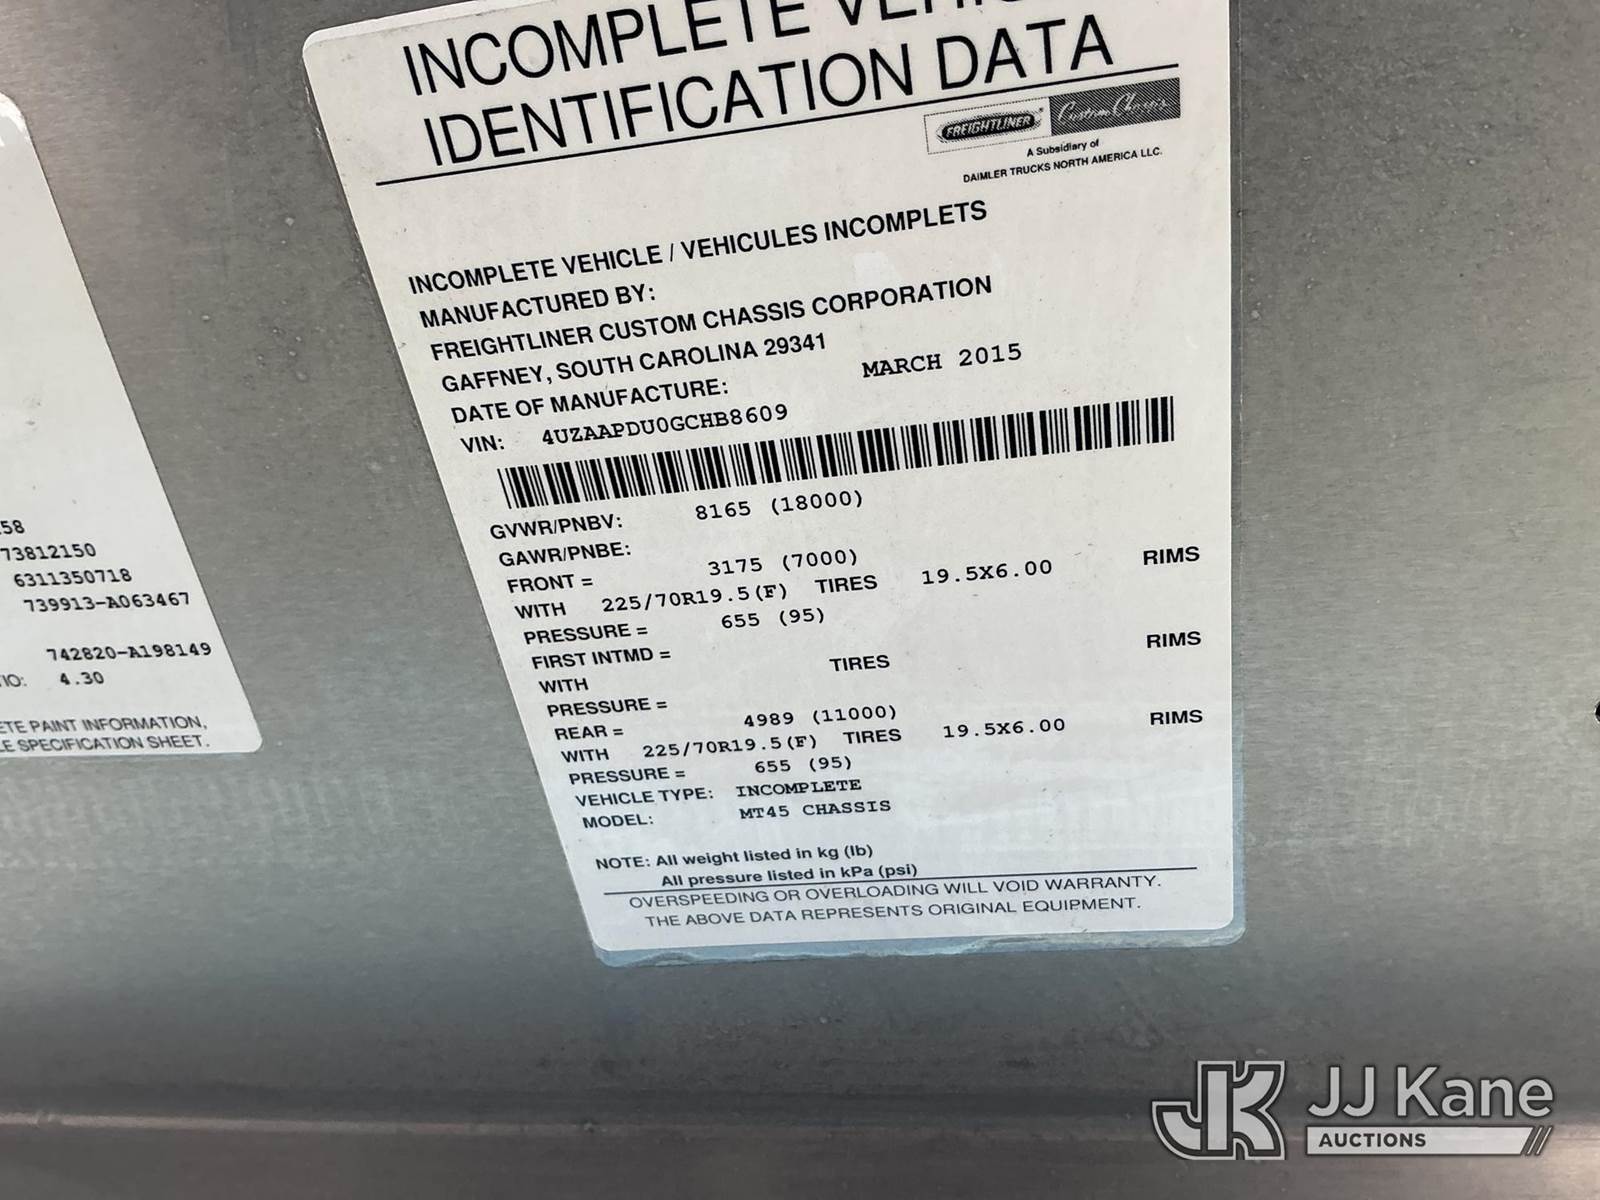 INCOMPLETE VEHIC
IDENTIFICATION DATA
FREIGHTLINER Custom Chassis
A Subsidiary of
DAIMLER TRUCKS NORTH AMERICA LLC.
INCOMPLETE VEHICLE / VEHICULES INCOMPLETS
MANUFACTURED BY:
FREIGHTLINER CUSTOM CHASSIS CORPORATION
GAFFNEY, SOUTH CAROLINA 29341
DATE OF MANUFACTURE: MARCH 2015
VIN: 4UZAAPDU0GCHB8609
GVWR/PNBV: 8165 (18000)
GAWR/PNBE:
FRONT = 3175 (7000)
WITH 225/70R19.5(F) TIRES 19.5X6.00 RIMS
PRESSURE = 655 (95)
FIRST INTMD =
WITH TIRES RIMS
PRESSURE =
REAR = 4989 (11000)
WITH 225/70R19.5(F) TIRES 19.5X6.00 RIMS
PRESSURE = 655 (95)
VEHICLE TYPE: INCOMPLETE
MODEL: MT45 CHASSIS
NOTE: All weight listed in kg (lb)
All pressure listed in kPa (psi)
OVERSPEEDING OR OVERLOADING WILL VOID WARRANTY.
THE ABOVE DATA REPRESENTS ORIGINAL EQUIPMENT.
58
73812150
6311350718
739913-A063467
742820-A198149
IO: 4.30
ETE PAINT INFORMATION,
LE SPECIFICATION SHEET.
JK JJ Kane
AUCTIONS